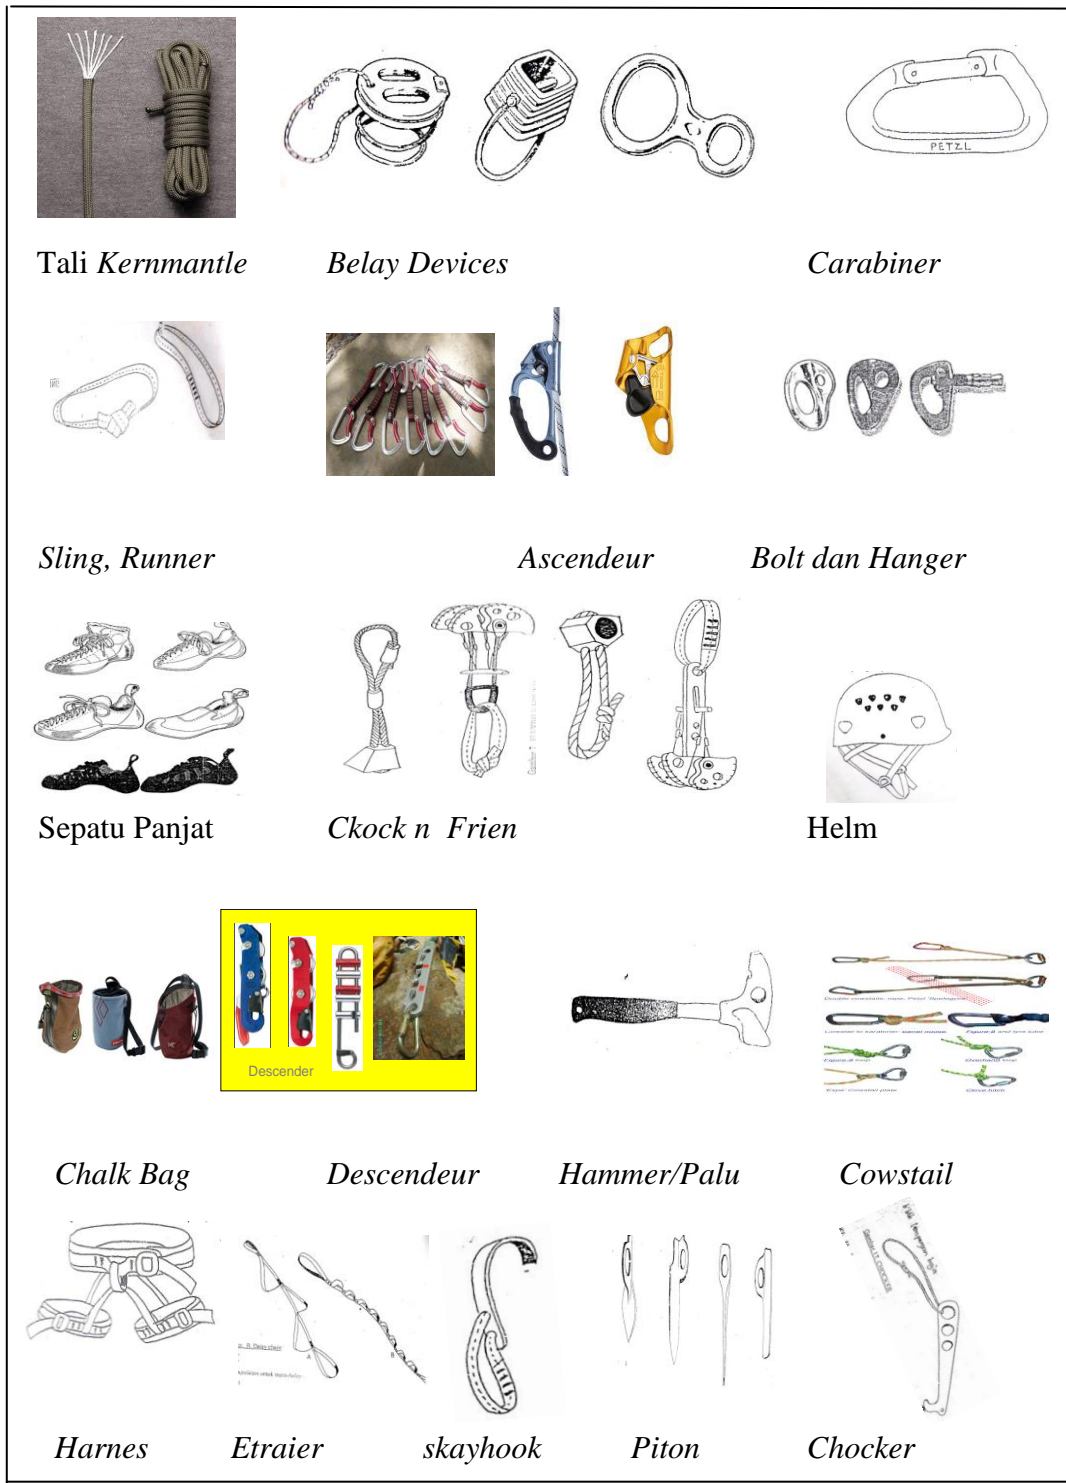 PETZL
Tali Kernmantle
Belay Devices
Carabiner
Sling, Runner
Ascendeur
Bolt dan Hanger
Sepatu Panjat
Ckock n Frien
Helm
Descender
Chalk Bag
Descendeur
Hammer/Palu
Cowstail
A
B
Harnes
Etraier
skayhook
Piton
Chocker